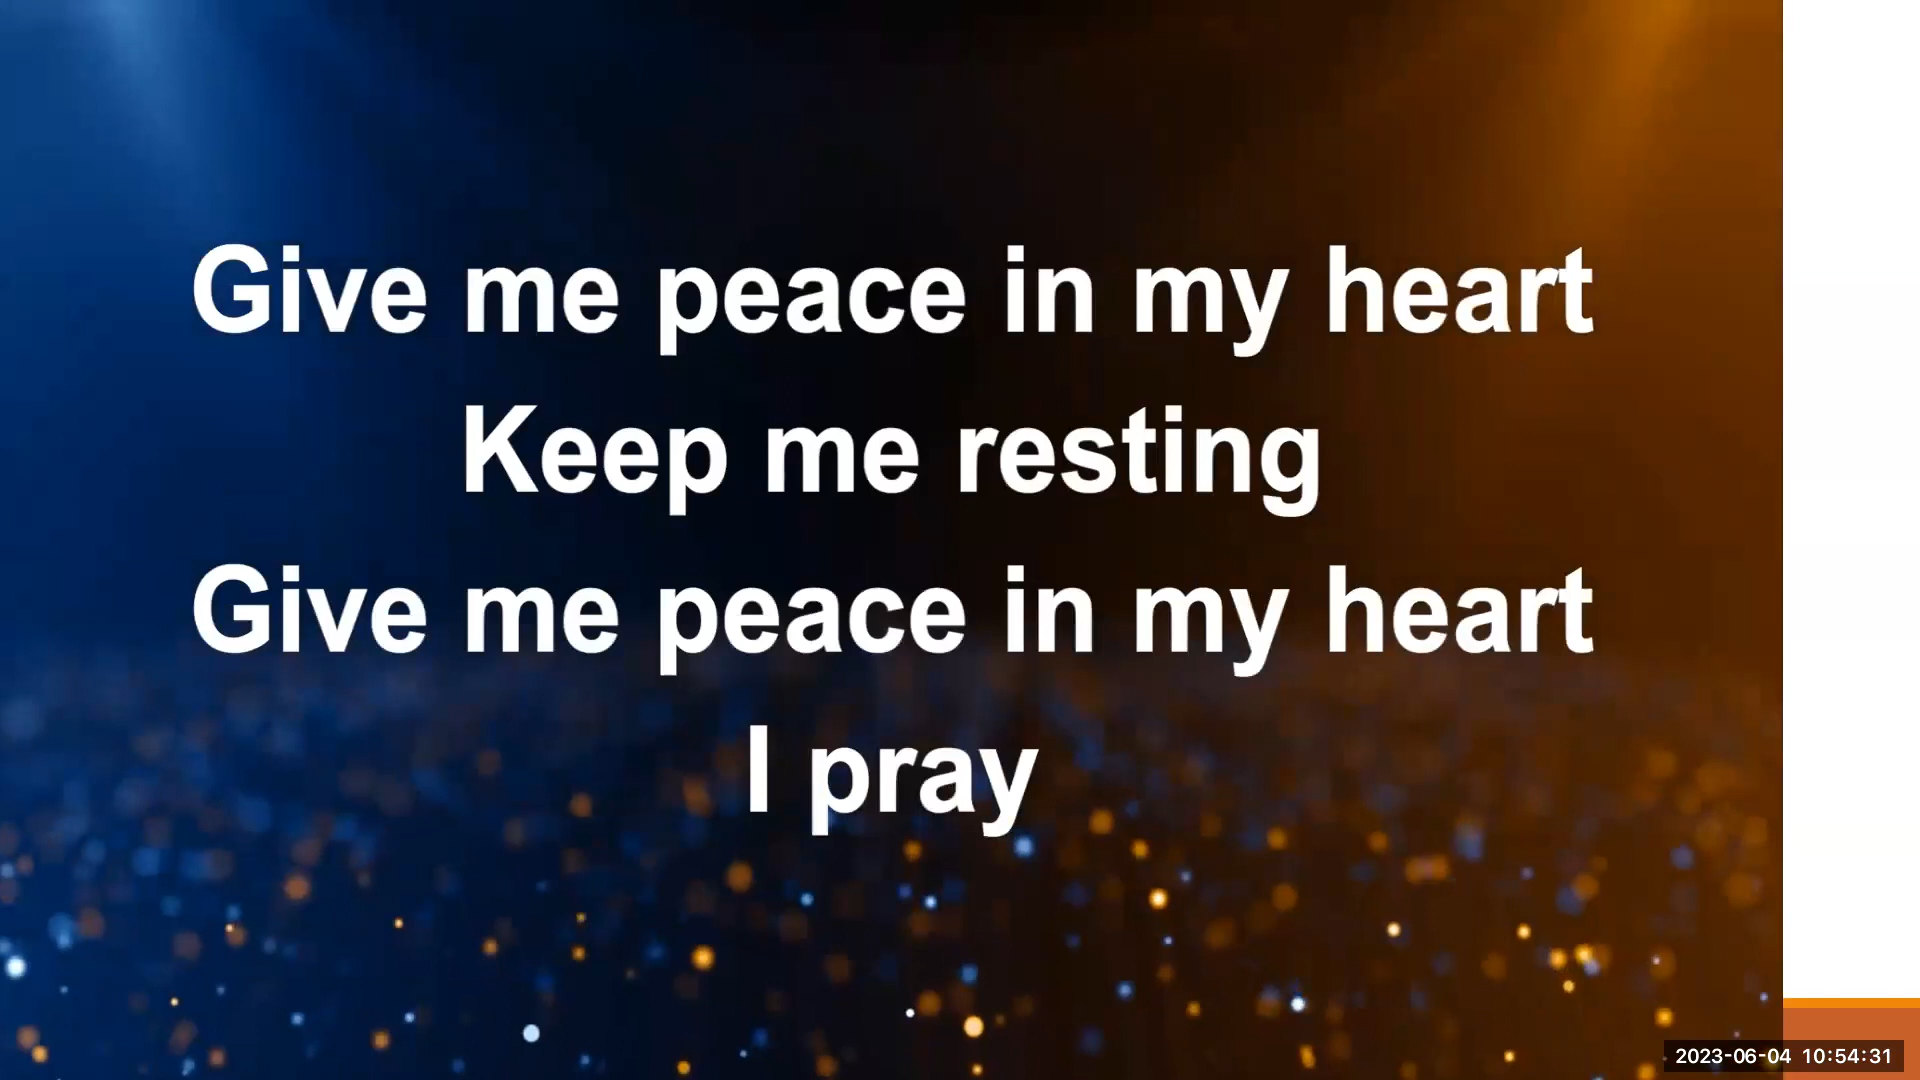 Give me peace in my heart
Keep me resting
Give me peace in my heart
I pray
2023-06-04 10:54:31